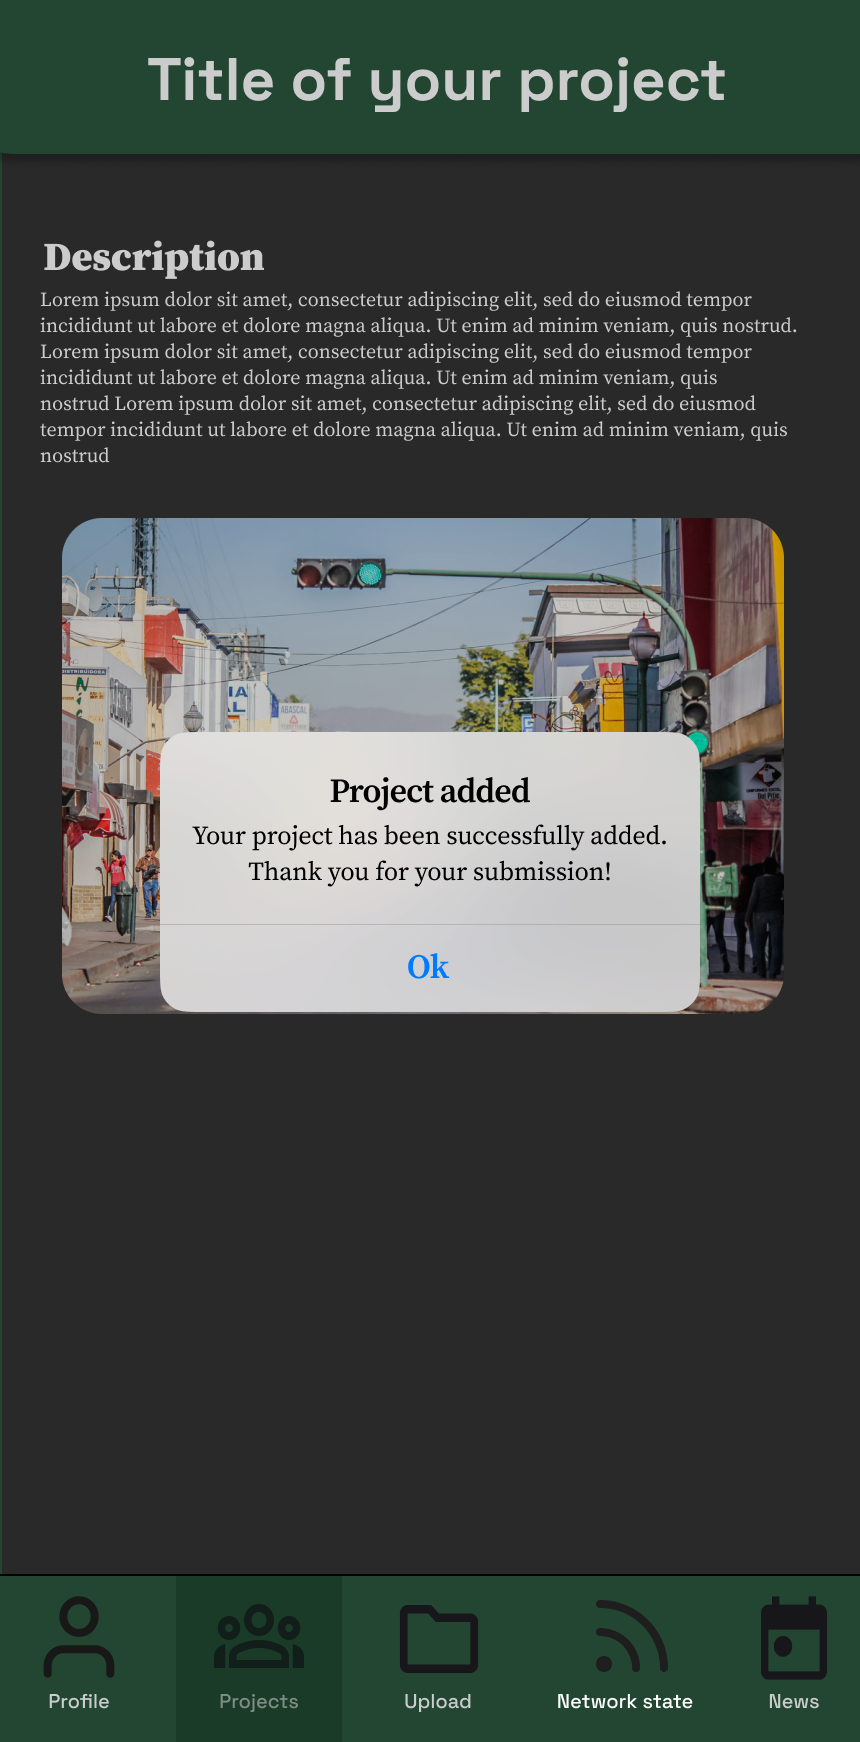 Title of your project
Description
Lorem ipsum dolor sit amet, consectetur adipiscing elit, sed do eiusmod tempor
incididunt ut labore et dolore magna aliqua. Ut enim ad minim veniam, quis nostrud.
Lorem ipsum dolor sit amet, consectetur adipiscing elit, sed do eiusmod tempor
incididunt ut labore et dolore magna aliqua. Ut enim ad minim veniam, quis
nostrud Lorem ipsum dolor sit amet, consectetur adipiscing elit, sed do eiusmod
tempor incididunt ut labore et dolore magna aliqua. Ut enim ad minim veniam, quis
nostrud
DISTRIBUIDORA
IA
AL
ABASCAL
Project added
Your project has been successfully added.
Thank you for your submission!
Ok
Profile
Projects
Upload
Network state
News